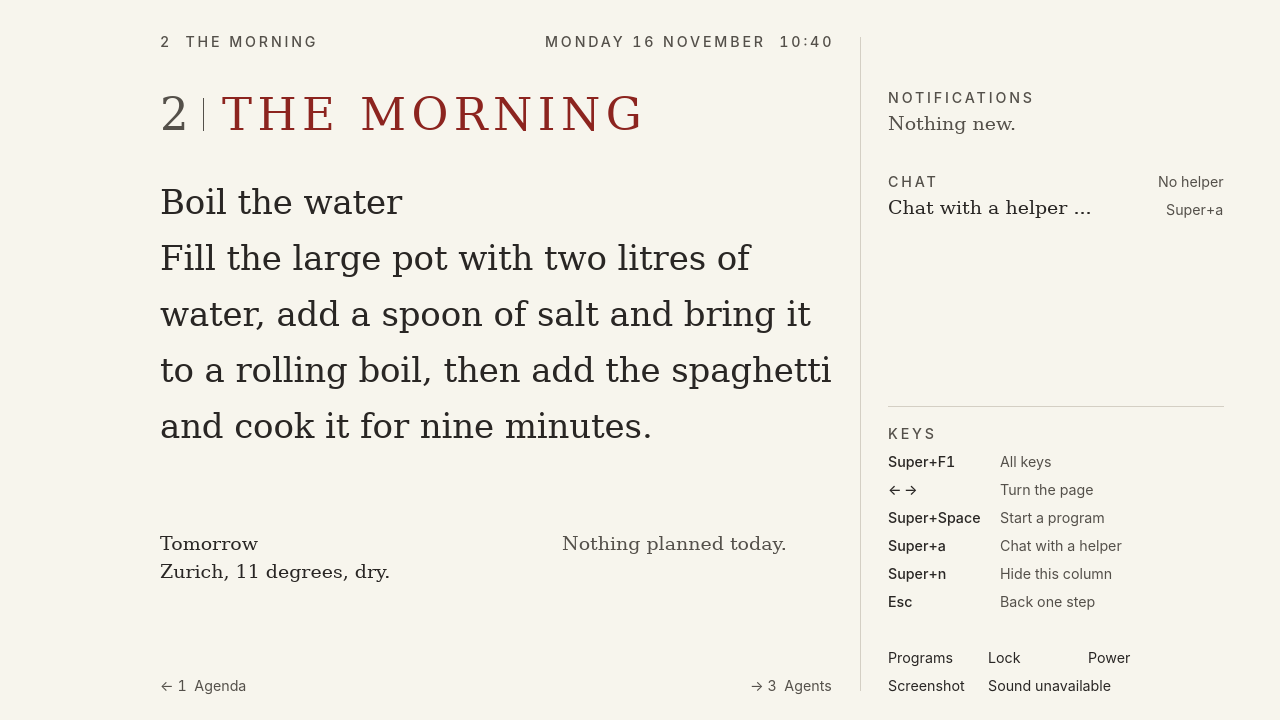 2 THE MORNING
MONDAY 16 NOVEMBER 10:40
2 THE MORNING
Boil the water
Fill the large pot with two litres of
water, add a spoon of salt and bring it
to a rolling boil, then add the spaghetti
and cook it for nine minutes.
Tomorrow
Zurich, 11 degrees, dry.
Nothing planned today.
← 1 Agenda
→ 3 Agents
NOTIFICATIONS
Nothing new.
CHAT No helper
Chat with a helper ... Super+a
KEYS
Super+F1 All keys
← → Turn the page
Super+Space Start a program
Super+a Chat with a helper
Super+n Hide this column
Esc Back one step
Programs Lock Power
Screenshot Sound unavailable